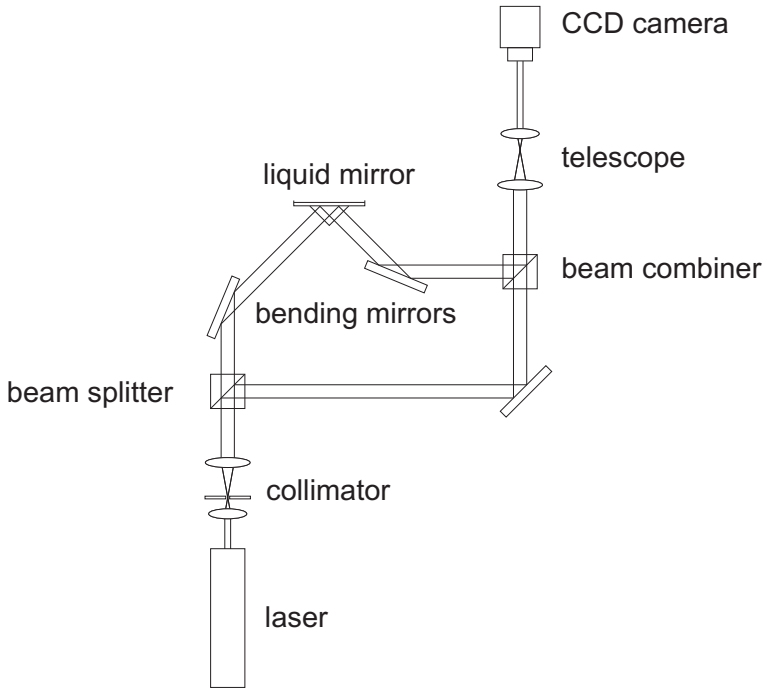 CCD camera
telescope
liquid mirror
beam combiner
bending mirrors
beam splitter
collimator
laser